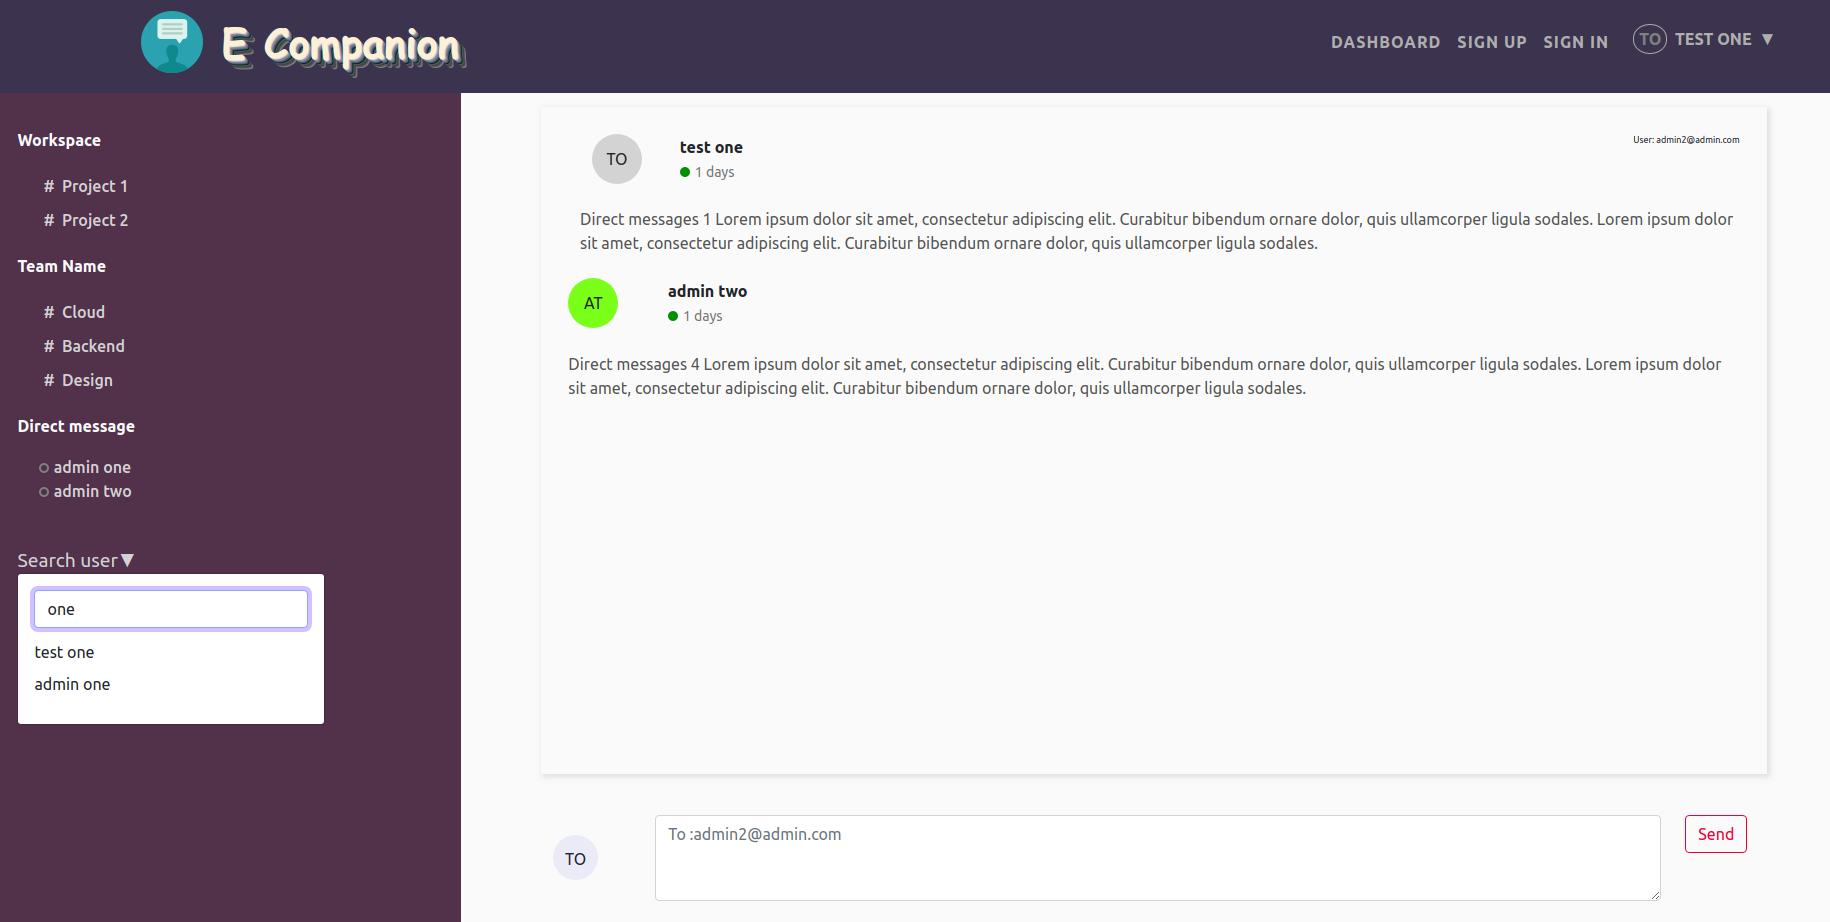 E Companion
DASHBOARD SIGN UP SIGN IN TO TEST ONE ▼
Workspace
# Project 1
# Project 2
Team Name
# Cloud
# Backend
# Design
Direct message
admin one
admin two
Search user▼
one
test one
admin one
User: admin2@admin.com
TO
test one
1 days
Direct messages 1 Lorem ipsum dolor sit amet, consectetur adipiscing elit. Curabitur bibendum ornare dolor, quis ullamcorper ligula sodales. Lorem ipsum dolor
sit amet, consectetur adipiscing elit. Curabitur bibendum ornare dolor, quis ullamcorper ligula sodales.
AT
admin two
1 days
Direct messages 4 Lorem ipsum dolor sit amet, consectetur adipiscing elit. Curabitur bibendum ornare dolor, quis ullamcorper ligula sodales. Lorem ipsum dolor
sit amet, consectetur adipiscing elit. Curabitur bibendum ornare dolor, quis ullamcorper ligula sodales.
TO
To :admin2@admin.com
Send